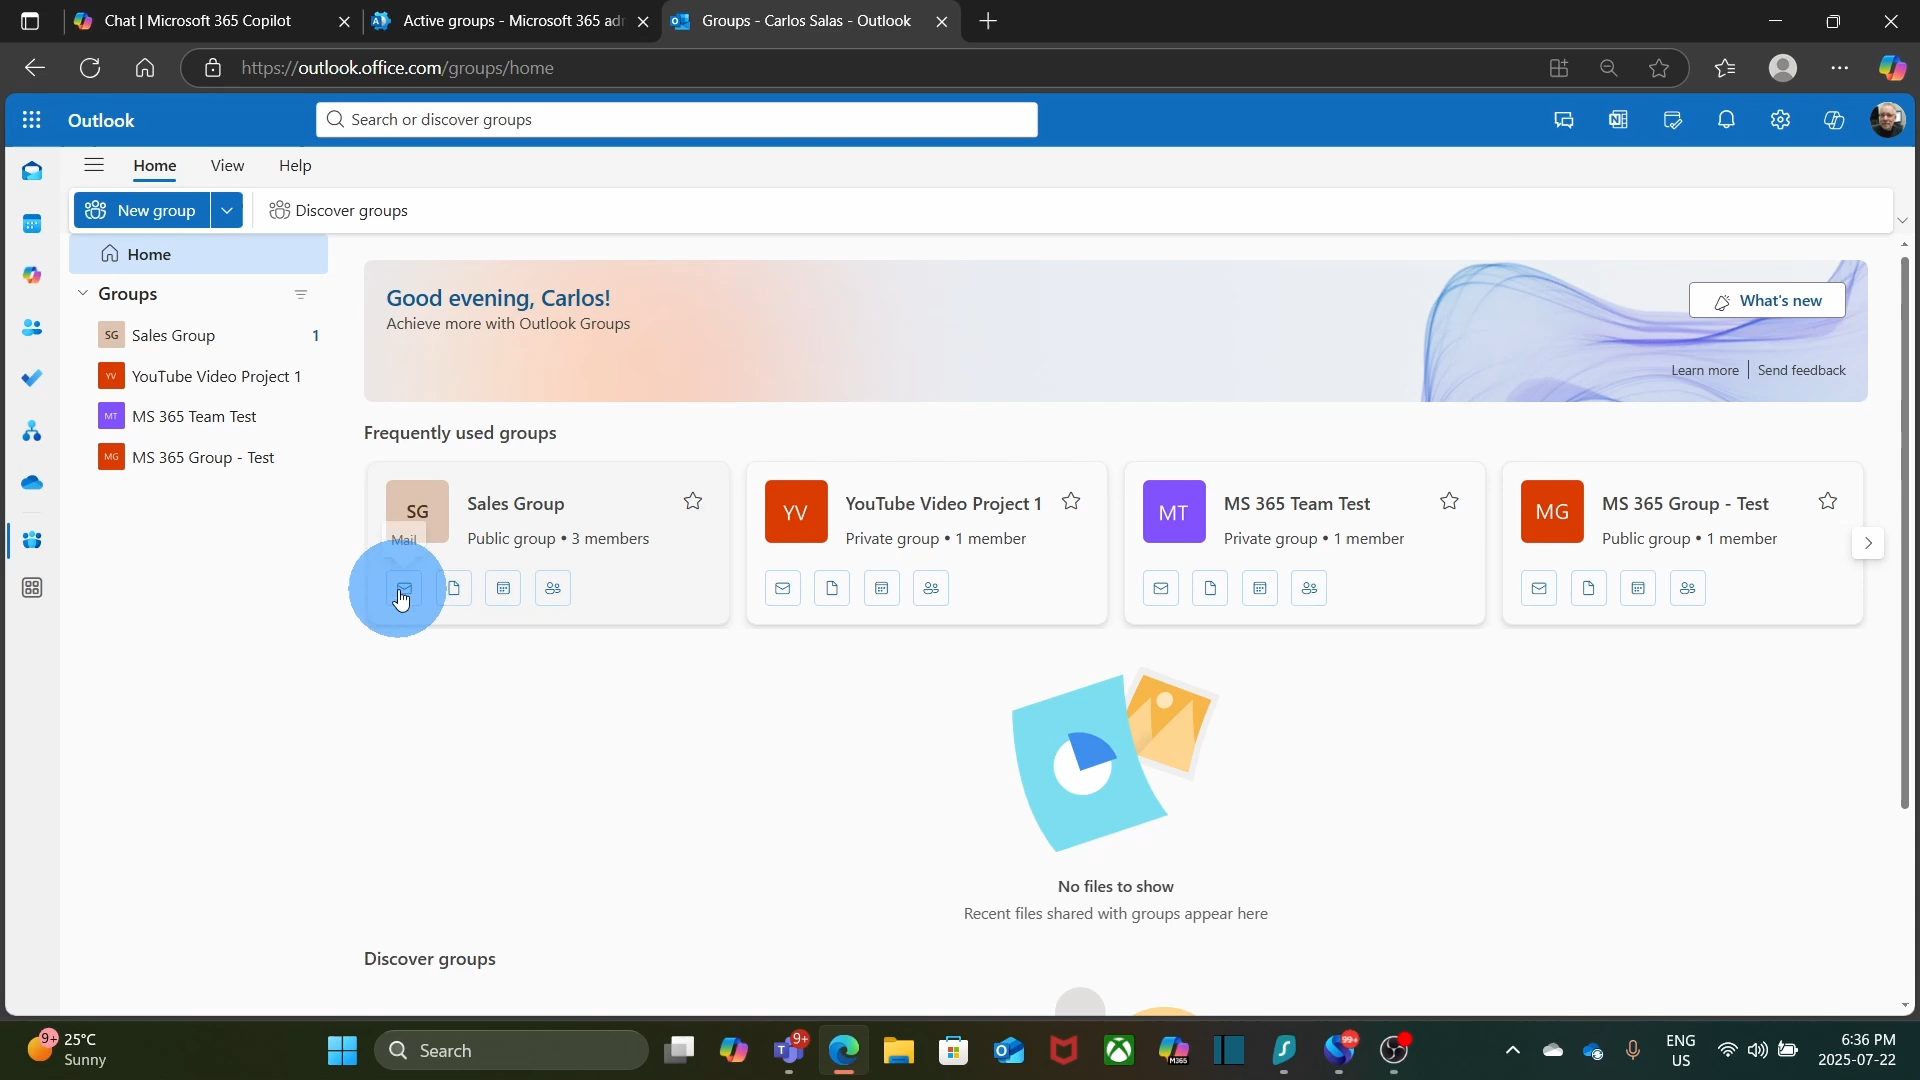 Chat | Microsoft 365 Copilot
Active groups - Microsoft 365 adr
Groups - Carlos Salas - Outlook
https://outlook.office.com/groups/home
Outlook
Search or discover groups
Home
View
Help
New group
Discover groups
Home
Groups
SG Sales Group 1
YV YouTube Video Project 1
MT MS 365 Team Test
MG MS 365 Group - Test
Good evening, Carlos!
Achieve more with Outlook Groups
What's new
Learn more
Send feedback
Frequently used groups
SG
Sales Group
Public group • 3 members
Mail
YV
YouTube Video Project 1
Private group • 1 member
MT
MS 365 Team Test
Private group • 1 member
MG
MS 365 Group - Test
Public group • 1 member
No files to show
Recent files shared with groups appear here
Discover groups
9+
25°C
Sunny
Search
9+
M365
99+
ENG
US
6:36 PM
2025-07-22